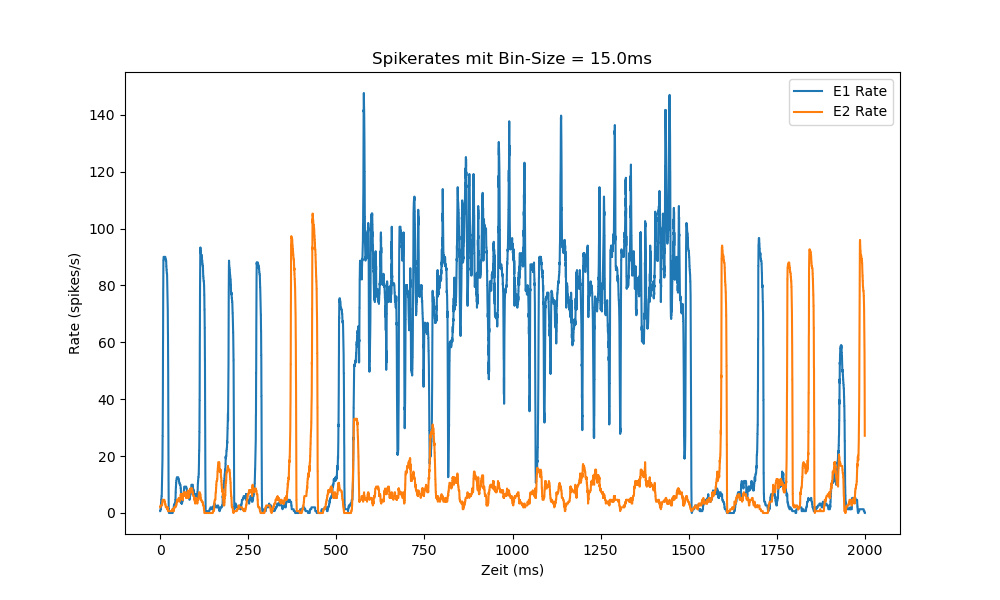 Spikerates mit Bin-Size = 15.0ms
E1 Rate
E2 Rate
140
120
100
80
60
40
20
0
Rate (spikes/s)
0 250 500 750 1000 1250 1500 1750 2000
Zeit (ms)